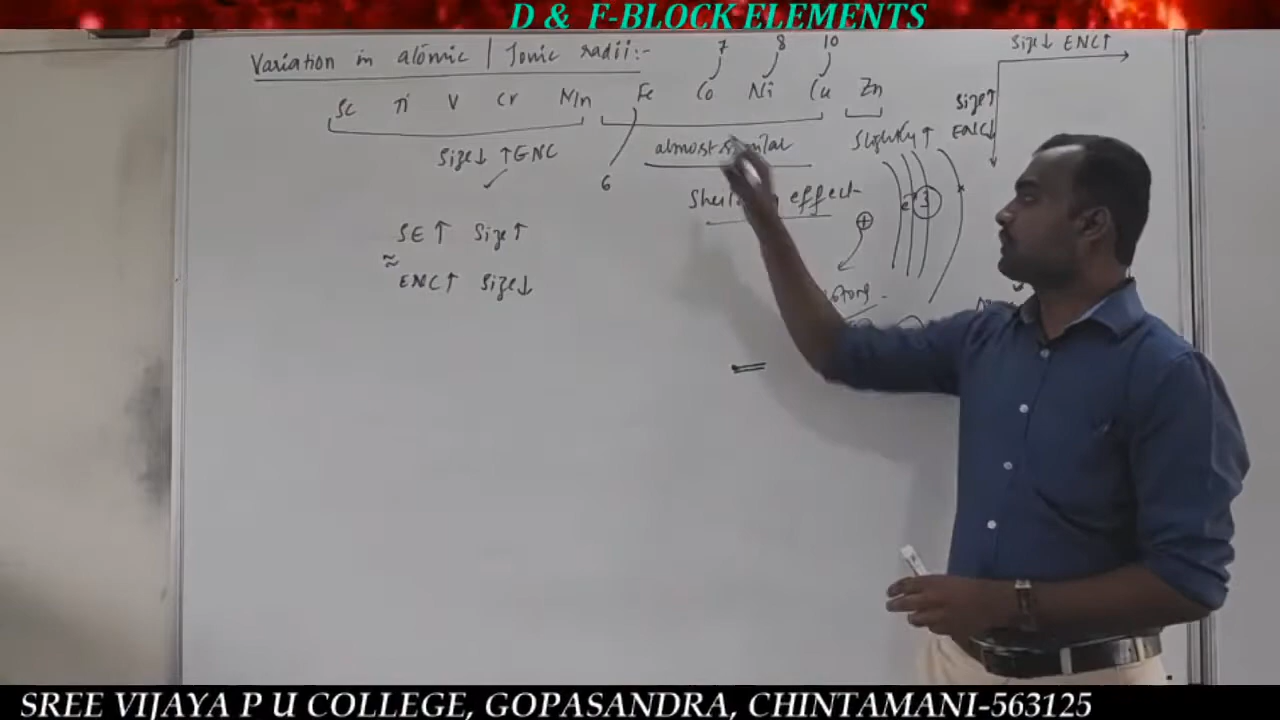 D & F-BLOCK ELEMENTS
Variation in atomic | Ionic radii:-
7 8 10
Size↓ ENC↑
Sc Ti V Cr Mn Fe Co Ni Cu Zn
Size↑
ENC↓
Size↓ ↑ENC
6
almost similar
Slightly ↑
effect
SE↑ Size↑
≈
ENC↑ Size↓
SREE VIJAYA P U COLLEGE, GOPASANDRA, CHINTAMANI-563125